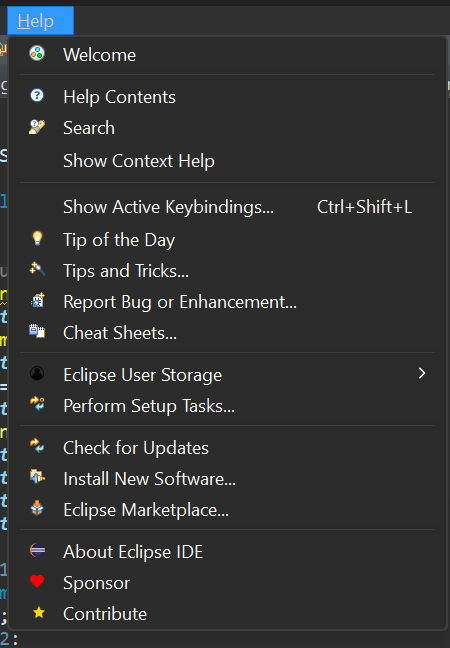 Help
Welcome
Help Contents
Search
Show Context Help
Show Active Keybindings... Ctrl+Shift+L
Tip of the Day
Tips and Tricks...
Report Bug or Enhancement...
Cheat Sheets...
Eclipse User Storage
Perform Setup Tasks...
Check for Updates
Install New Software...
Eclipse Marketplace...
About Eclipse IDE
Sponsor
Contribute
2: